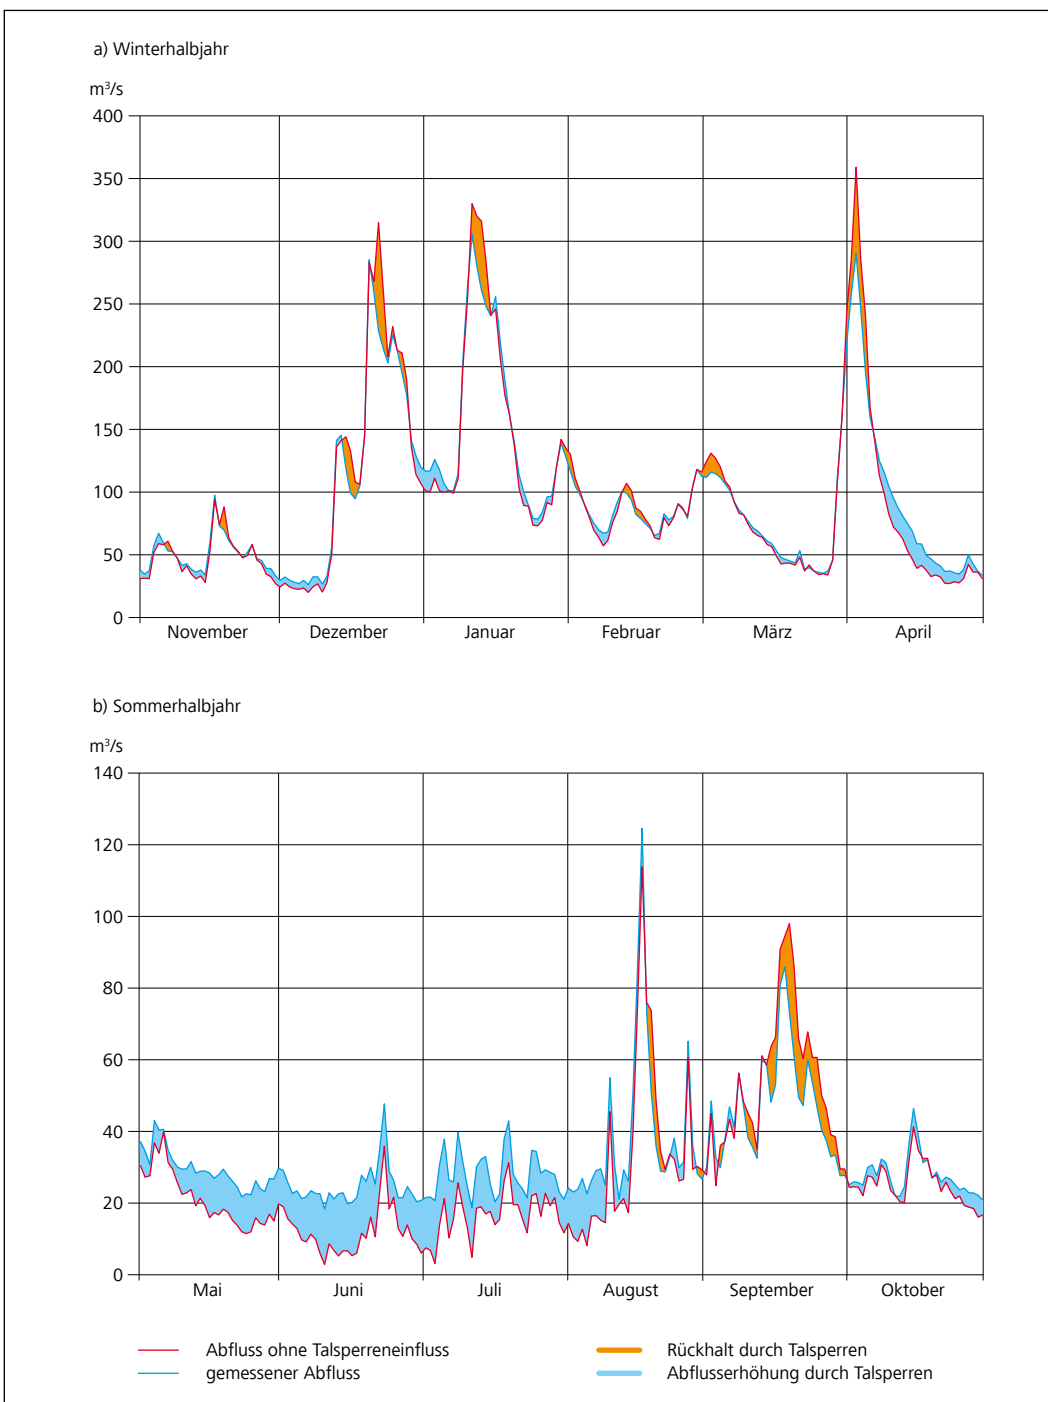 a) Winterhalbjahr
m³/s
400
350
300
250
200
150
100
50
0
November Dezember Januar Februar März April
b) Sommerhalbjahr
m³/s
140
120
100
80
60
40
20
0
Mai Juni Juli August September Oktober
Abfluss ohne Talsperreneinfluss Rückhalt durch Talsperren
gemessener Abfluss Abflusserhöhung durch Talsperren